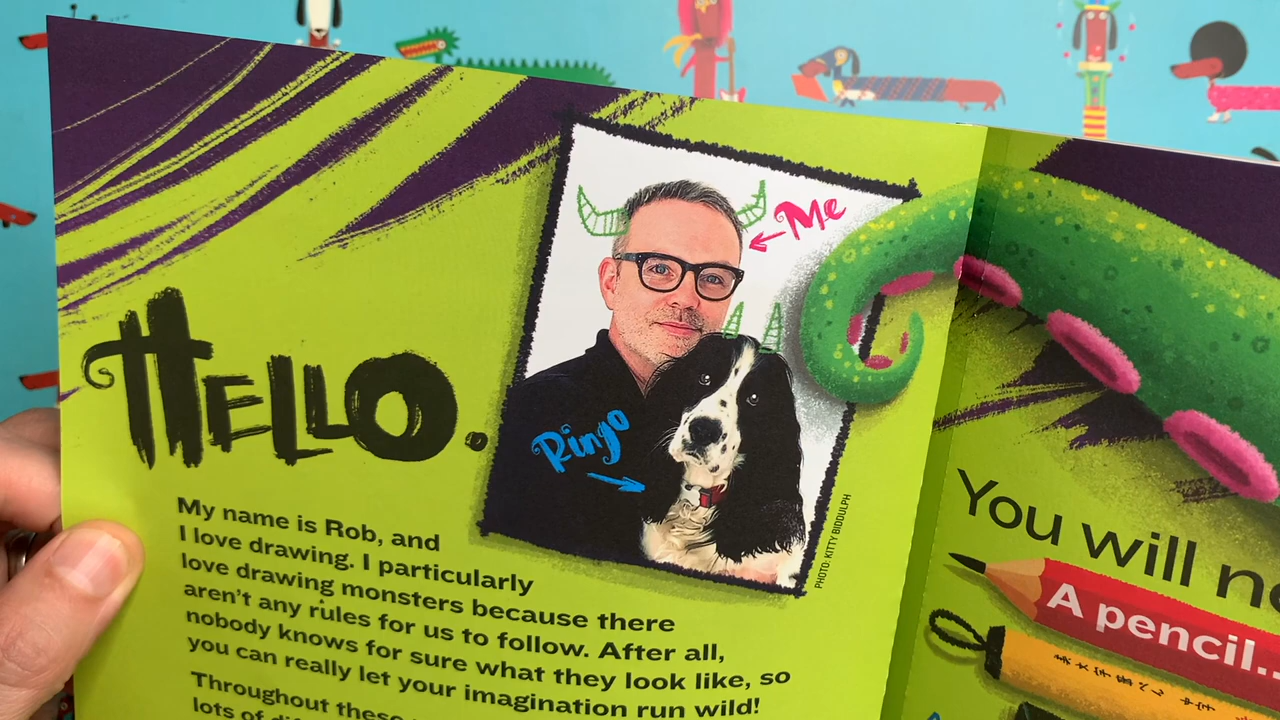 HELLO.
Me
Ringo
PHOTO: KITTY BIDDULPH
My name is Rob, and
I love drawing. I particularly
love drawing monsters because there
aren't any rules for us to follow. After all,
nobody knows for sure what they look like, so
you can really let your imagination run wild!
Throughout these
lots of
You will
A pencil..